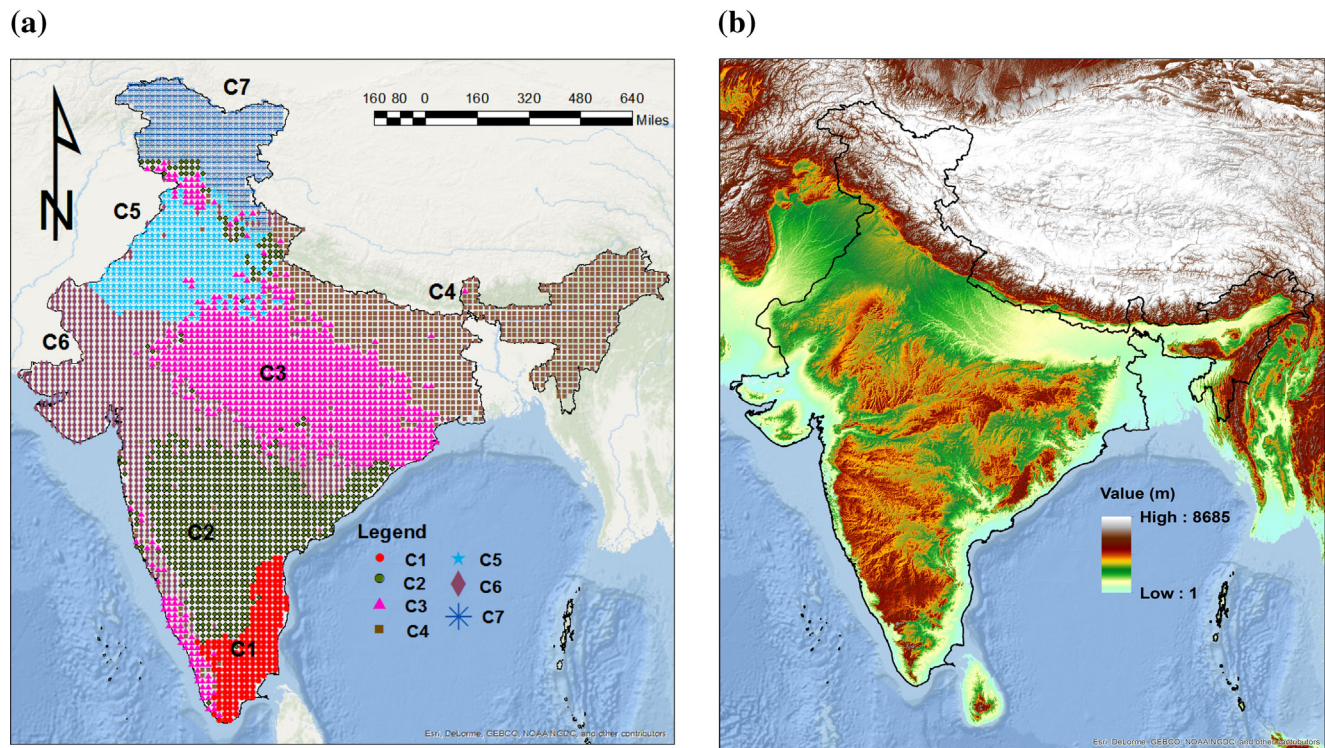 (a)
(b)
C7
160 80 0 160 320 480 640
Miles
N
C5
C4
C6
C3
C2
C1
Legend
C1
C2
C3
C4
C5
C6
C7
Esri, DeLorme, GEBCO, NOAA NGDC, and other contributors
Value (m)
High : 8685
Low : 1
Esri, DeLorme, GEBCO, NOAA NGDC, and other contributors